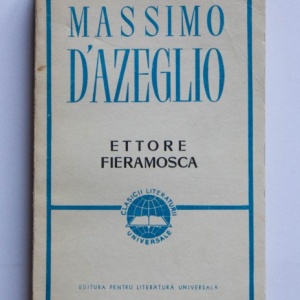 MASSIMO
D'AZEGLIO
ETTORE
FIERAMOSCA
CLASICII LITERATURII
UNIVERSALE
EDITURA PENTRU LITERATURĂ UNIVERSALĂ